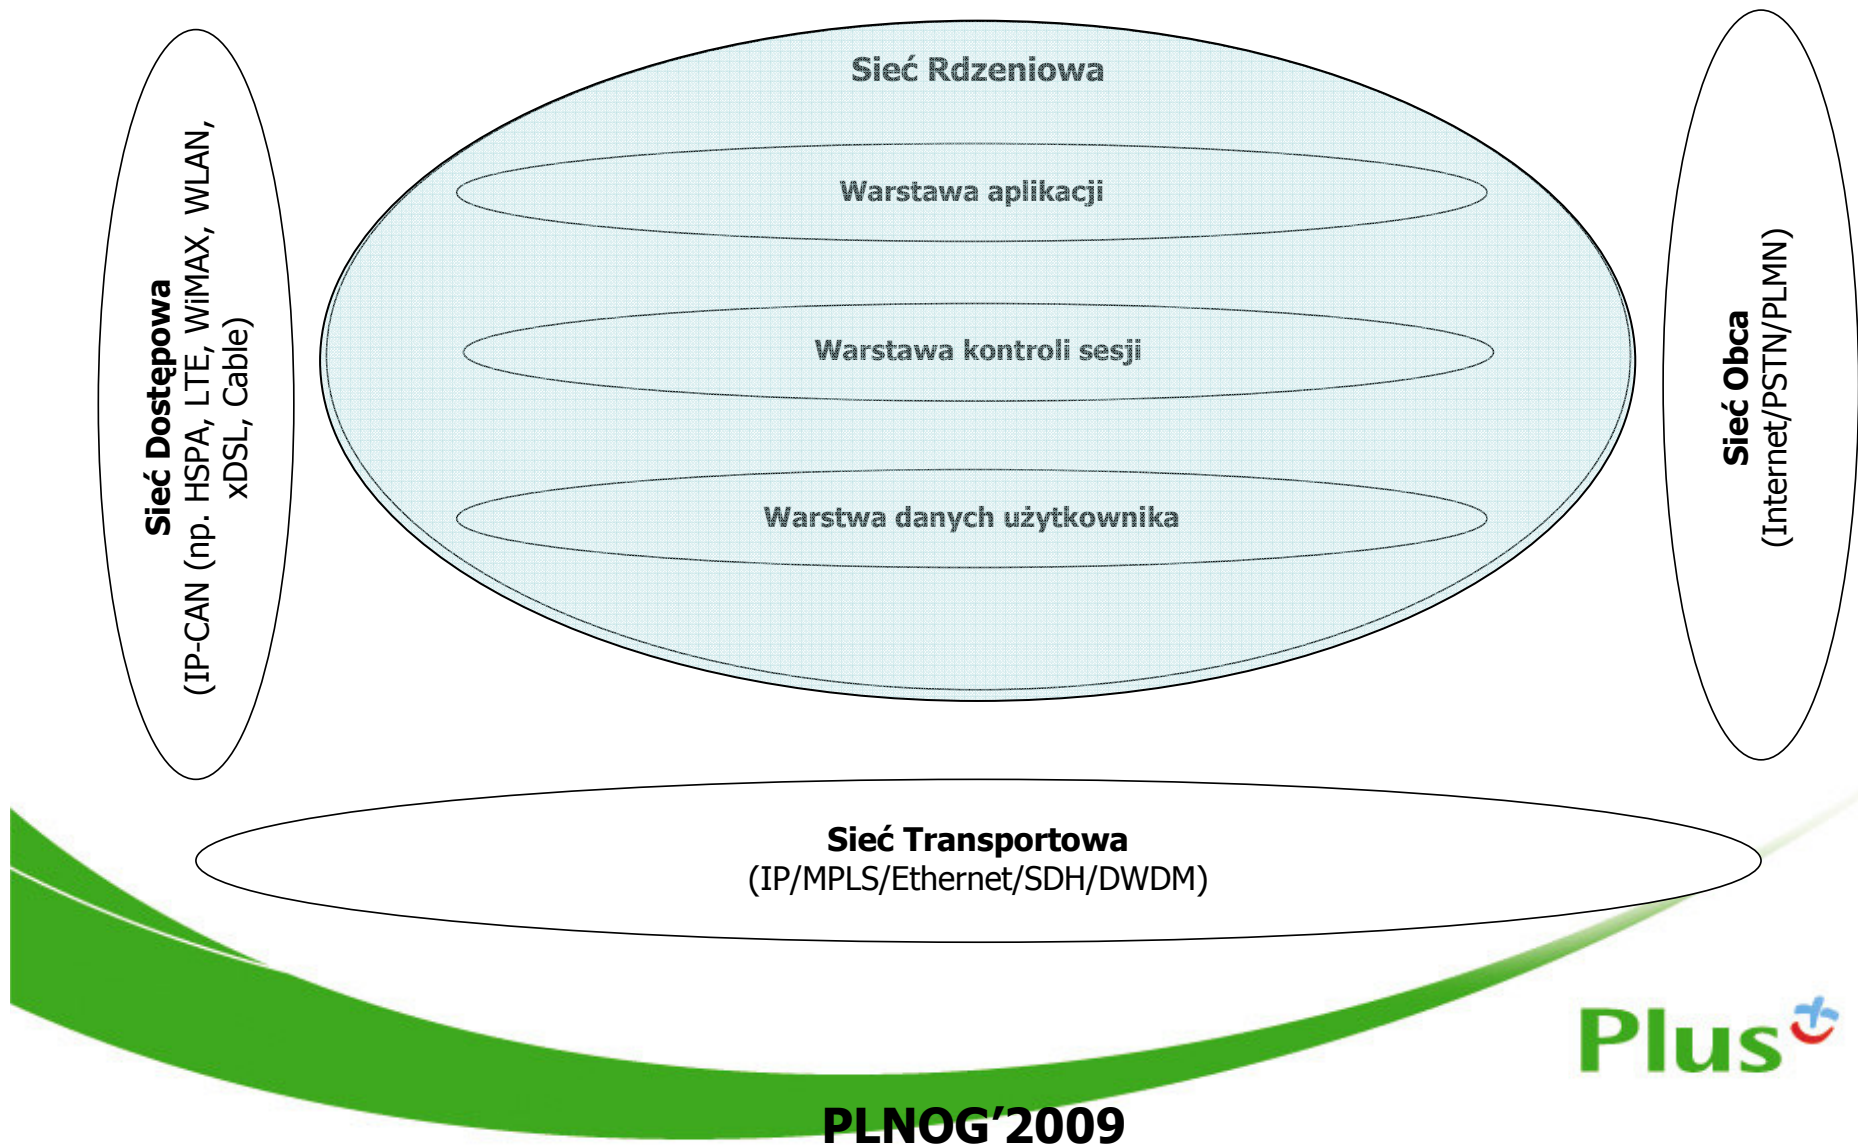 Sieć Rdzeniowa
Warstawa aplikacji
Warstawa kontroli sesji
Warstwa danych użytkownika
Sieć Dostępowa
(IP-CAN (np. HSPA, LTE, WiMAX, WLAN,
xDSL, Cable)
Sieć Obca
(Internet/PSTN/PLMN)
Sieć Transportowa
(IP/MPLS/Ethernet/SDH/DWDM)
Plus
PLNOG’2009